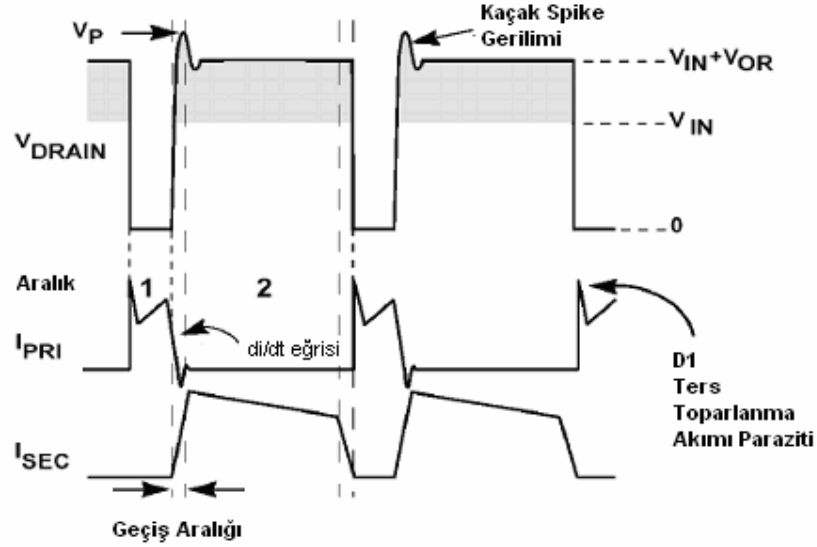 Kaçak Spike
Gerilimi
VP
VIN+VOR
VIN
VDRAIN
0
Aralık
1
2
di/dt eğrisi
IPRI
D1
Ters
Toparlanma
Akımı Paraziti
ISEC
Geçiş Aralığı